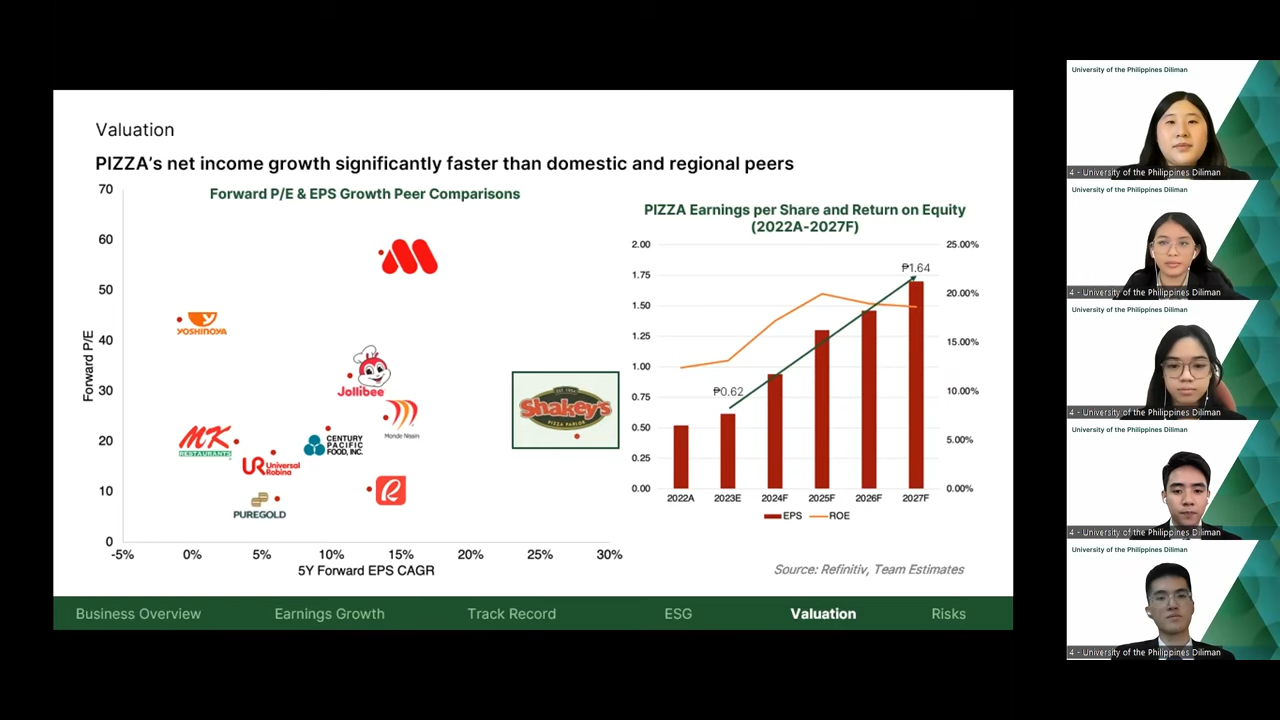 Valuation
PIZZA's net income growth significantly faster than domestic and regional peers
Forward P/E & EPS Growth Peer Comparisons
70
60
50
40
30
20
10
0
Forward P/E
-5% 0% 5% 10% 15% 20% 25% 30%
5Y Forward EPS CAGR
YOSHINOYA
Jollibee
Monde Nissin
MK
RESTAURANTS
UR Universal
Robina
CENTURY
PACIFIC
FOOD, INC.
PUREGOLD
R
EST. 1954
Shakey's
PIZZA PARLOR
PIZZA Earnings per Share and Return on Equity
(2022A-2027F)
2.00
1.75
1.50
1.25
1.00
0.75
0.50
0.25
0.00
25.00%
20.00%
15.00%
10.00%
5.00%
0.00%
₱0.62
₱1.64
2022A 2023E 2024F 2025F 2026F 2027F
EPS ROE
Source: Refinitiv, Team Estimates
Business Overview Earnings Growth Track Record ESG Valuation Risks
University of the Philippines Diliman
4 - University of the Philippines Diliman
University of the Philippines Diliman
4 - University of the Philippines Diliman
University of the Philippines Diliman
4 - University of the Philippines Diliman
University of the Philippines Diliman
4 - University of the Philippines Diliman
University of the Philippines Diliman
4 - University of the Philippines Diliman